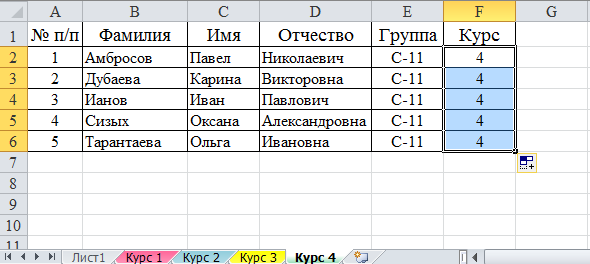 A B C D E F G
1 № п/п Фамилия Имя Отчество Группа Курс
2 1 Амбросов Павел Николаевич С-11 4
3 2 Дубаева Карина Викторовна С-11 4
4 3 Ианов Иван Павлович С-11 4
5 4 Сизых Оксана Александровна С-11 4
6 5 Тарантаева Ольга Ивановна С-11 4
7
8
9
10
11
Лист1 Курс 1 Курс 2 Курс 3 Курс 4